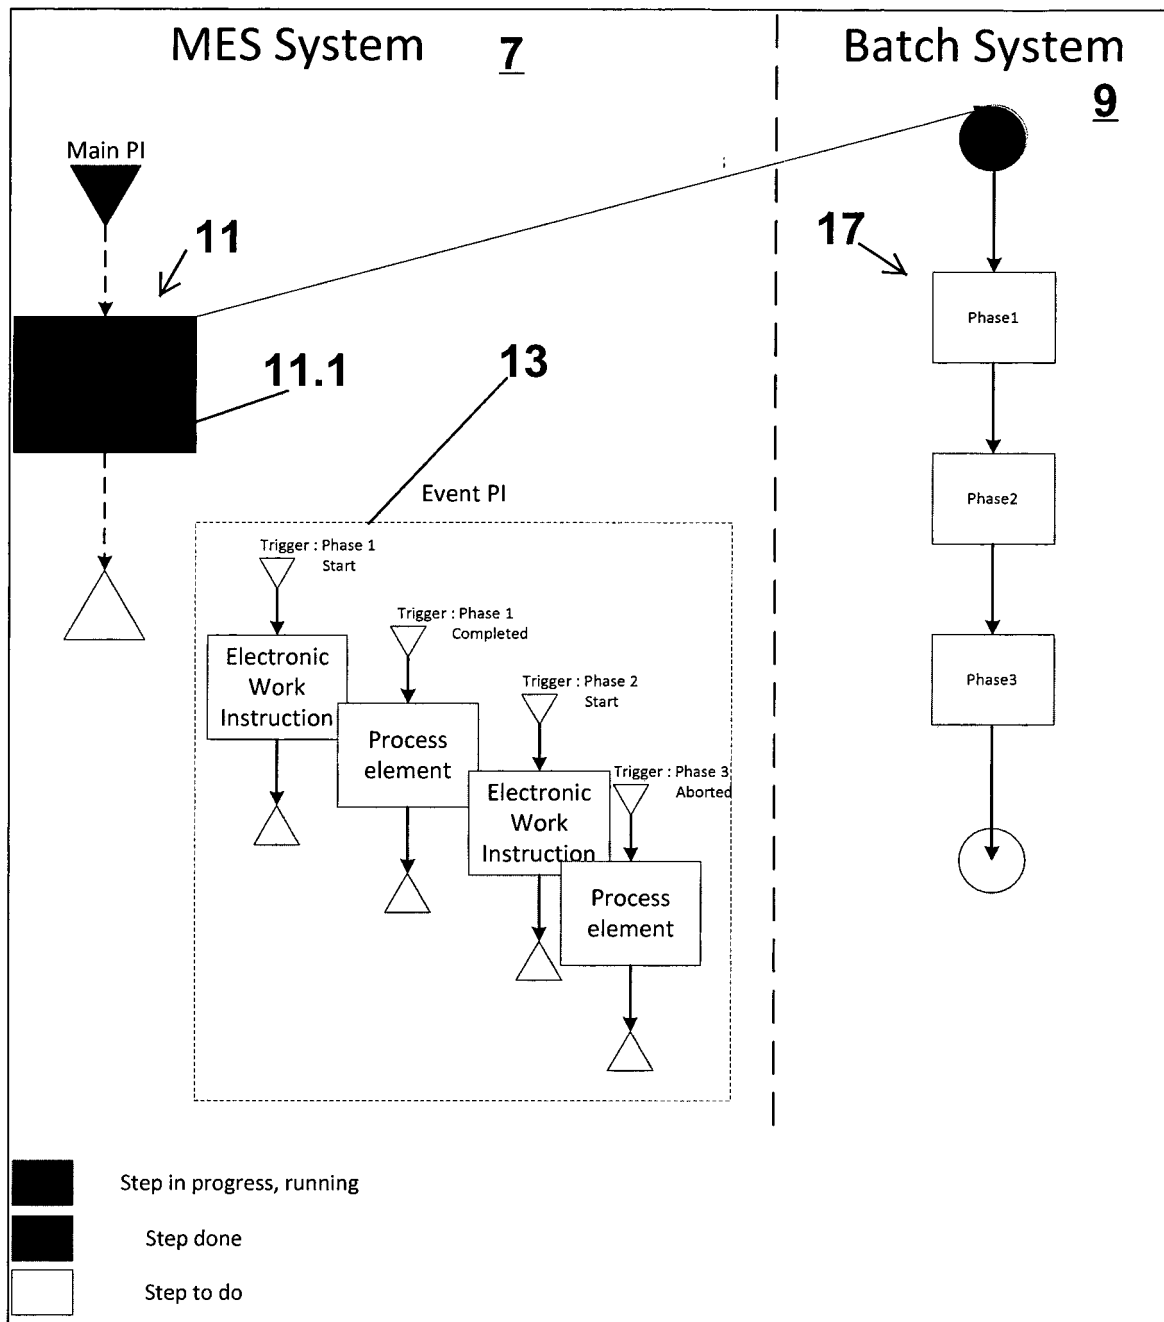 MES System 7
Batch System
9
Main PI
11
17
Phase1
11.1
13
Event PI
Phase2
Trigger : Phase 1
Start
Trigger : Phase 1
Completed
Electronic
Work
Instruction
Trigger : Phase 2
Start
Phase3
Process
element
Trigger : Phase 3
Aborted
Electronic
Work
Instruction
Process
element
Step in progress, running
Step done
Step to do